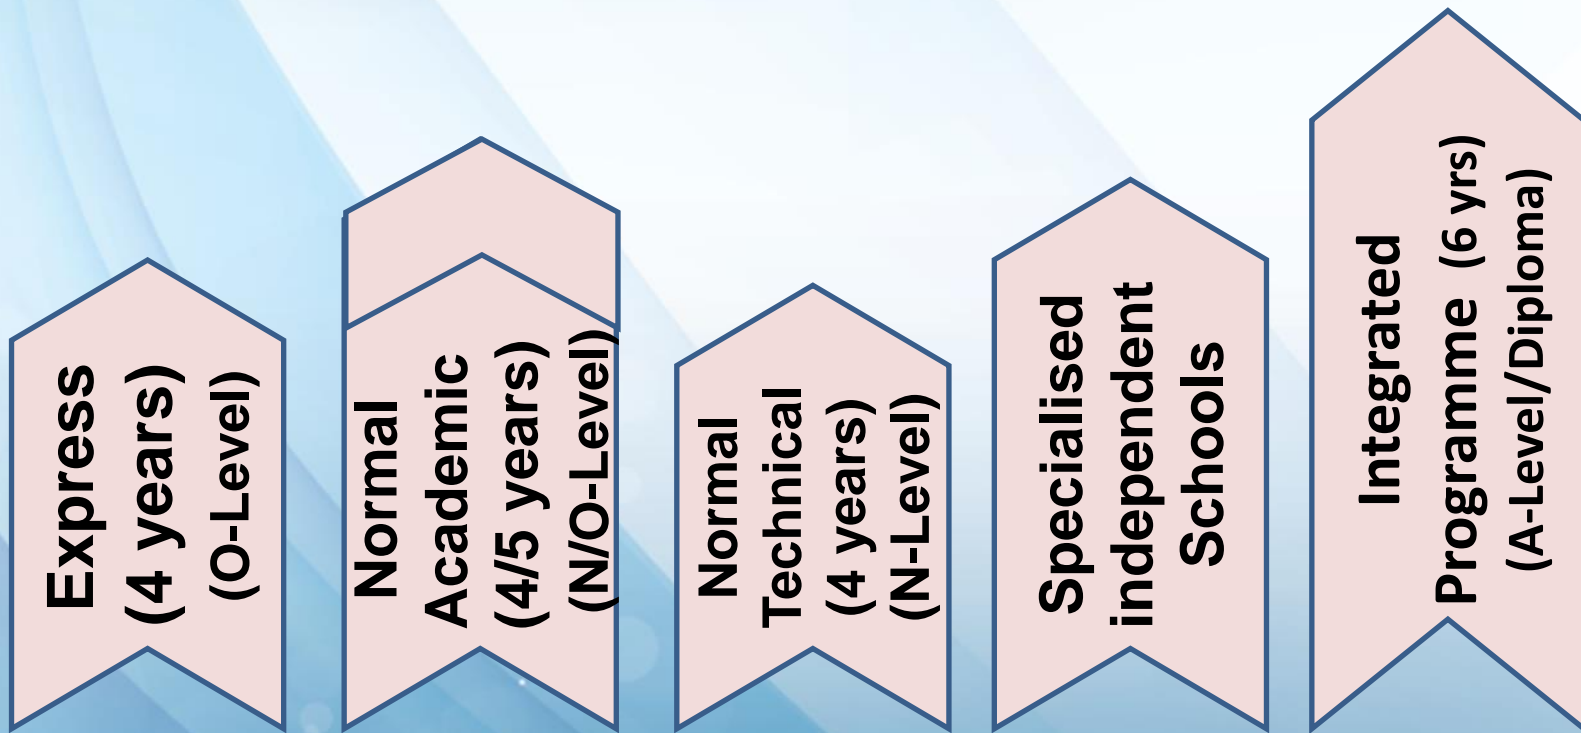 Express
(4 years)
(O-Level)
Normal
Academic
(4/5 years)
(N/O-Level)
Normal
Technical
(4 years)
(N-Level)
Specialised
independent
Schools
Integrated
Programme (6 yrs)
(A-Level/Diploma)